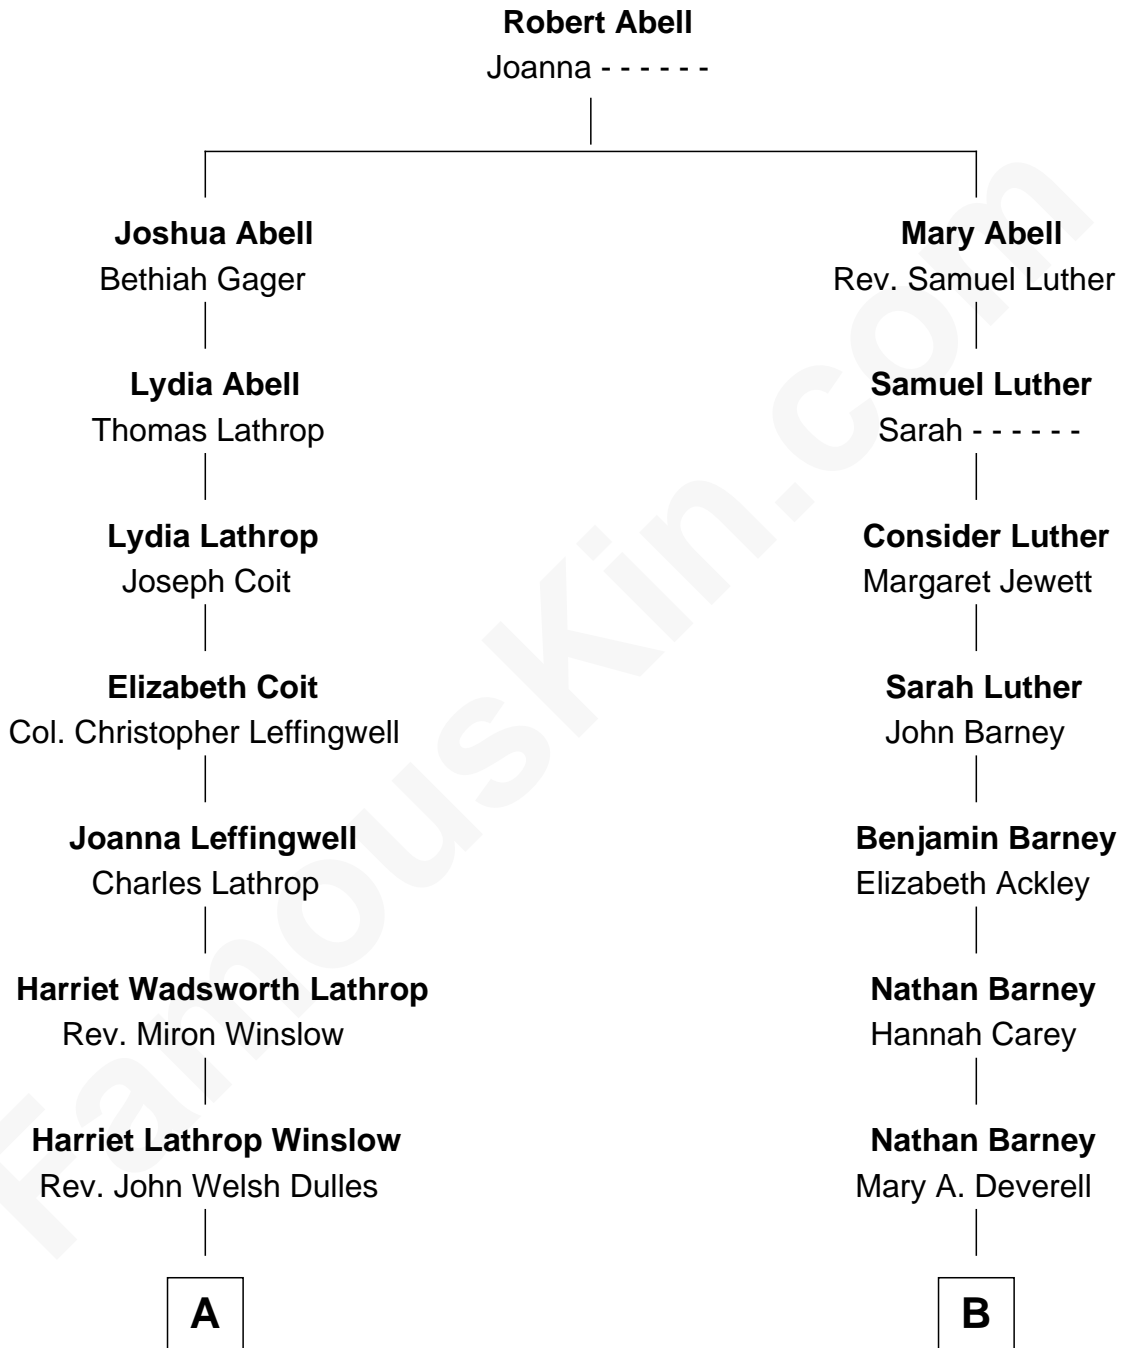 Robert Abell
Joanna - - - - - -
Joshua Abell
Bethiah Gager
Mary Abell
Rev. Samuel Luther
Lydia Abell
Thomas Lathrop
Samuel Luther
Sarah - - - - - -
Lydia Lathrop
Joseph Coit
Consider Luther
Margaret Jewett
Elizabeth Coit
Col. Christopher Leffingwell
Sarah Luther
John Barney
Joanna Leffingwell
Charles Lathrop
Benjamin Barney
Elizabeth Ackley
Harriet Wadsworth Lathrop
Rev. Miron Winslow
Nathan Barney
Hannah Carey
Harriet Lathrop Winslow
Rev. John Welsh Dulles
Nathan Barney
Mary A. Deverell
A
B
FamousKin.com